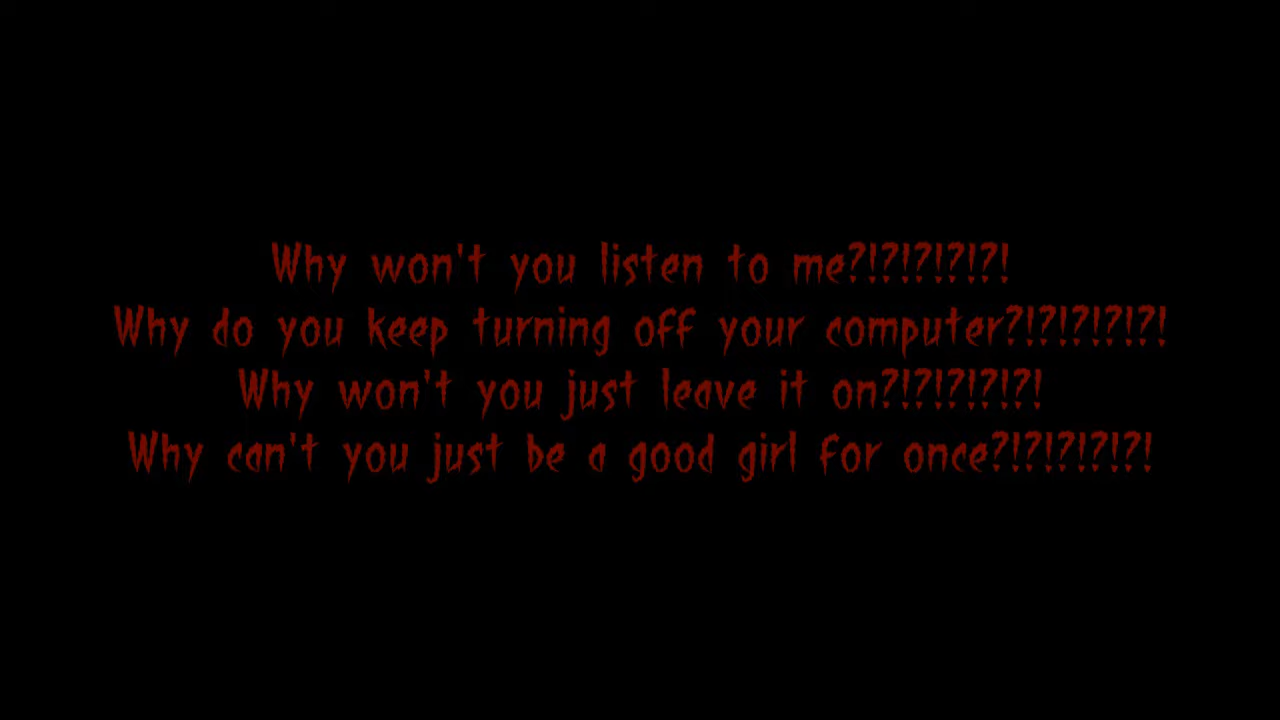 Why won't you listen to me?!?!?!?!?!
Why do you keep turning off your computer?!?!?!?!?!
Why won't you just leave it on?!?!?!?!?!
Why can't you just be a good girl for once?!?!?!?!?!